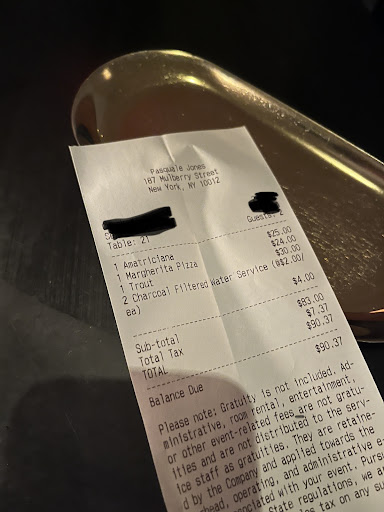 Pasquale Jones
187 Mulberry Street
New York, NY 10012
Guests: 2
Table: 21
1 Amatriciana $25.00
1 Margherita Pizza $24.00
1 Trout $30.00
2 Charcoal Filtered Water Service (@$2.00/
ea) $4.00
Sub-total $83.00
Total Tax $7.37
TOTAL $90.37
Balance Due $90.37
Please note: Gratuity is not included. Ad-
ministrative, room rental, entertainment,
or other event-related fees are not gratu-
ities and are not distributed to the serv-
ice staff as gratuities. They are retaine-
d by the Company and applied towards the
head, operating, and administrative
ociated with your event.
State regulations, we
tax on any